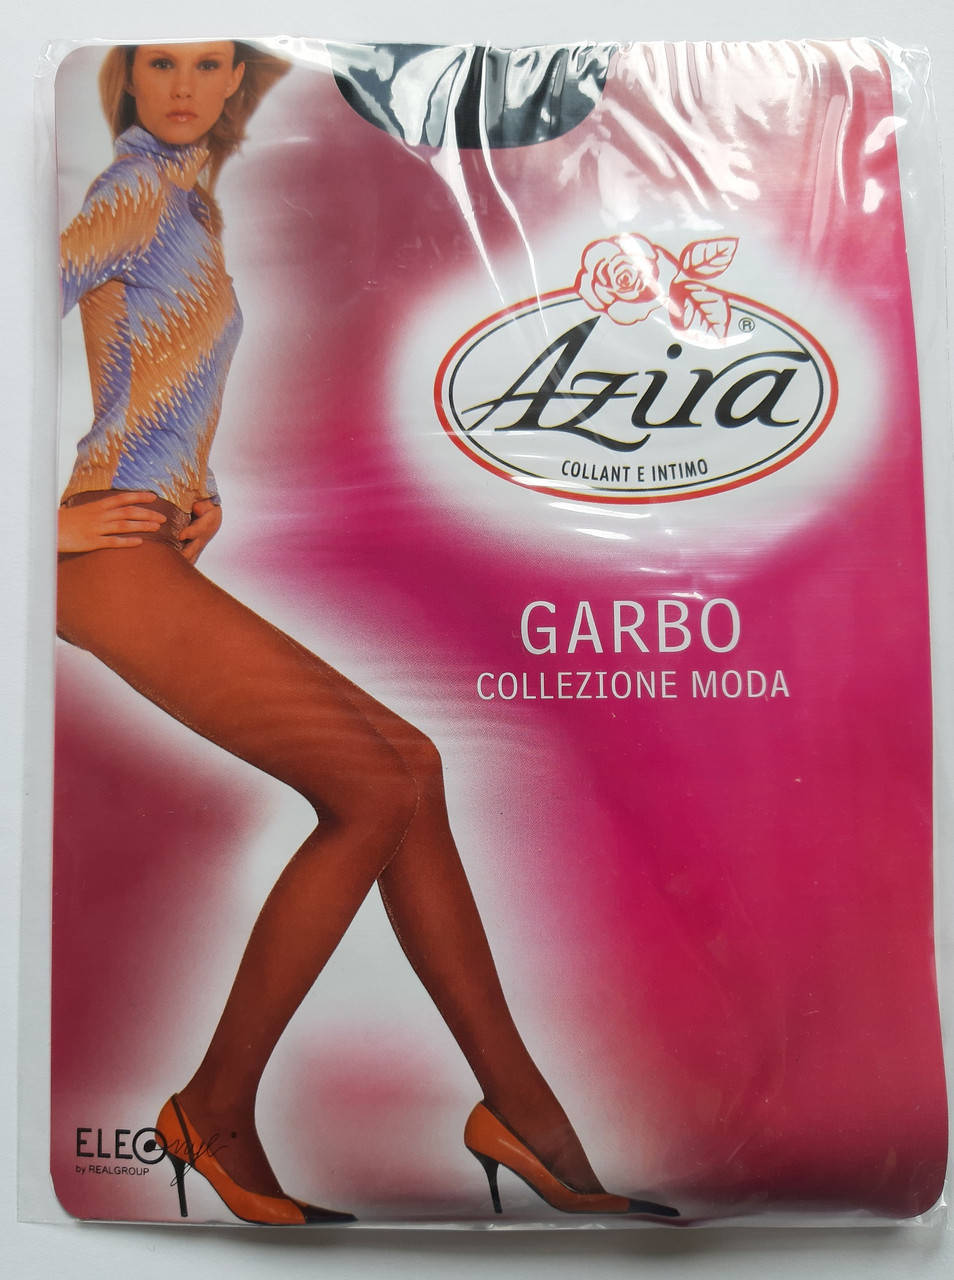 Azira ®
COLLANT E INTIMO
GARBO
COLLEZIONE MODA
ELEO
by REALGROUP